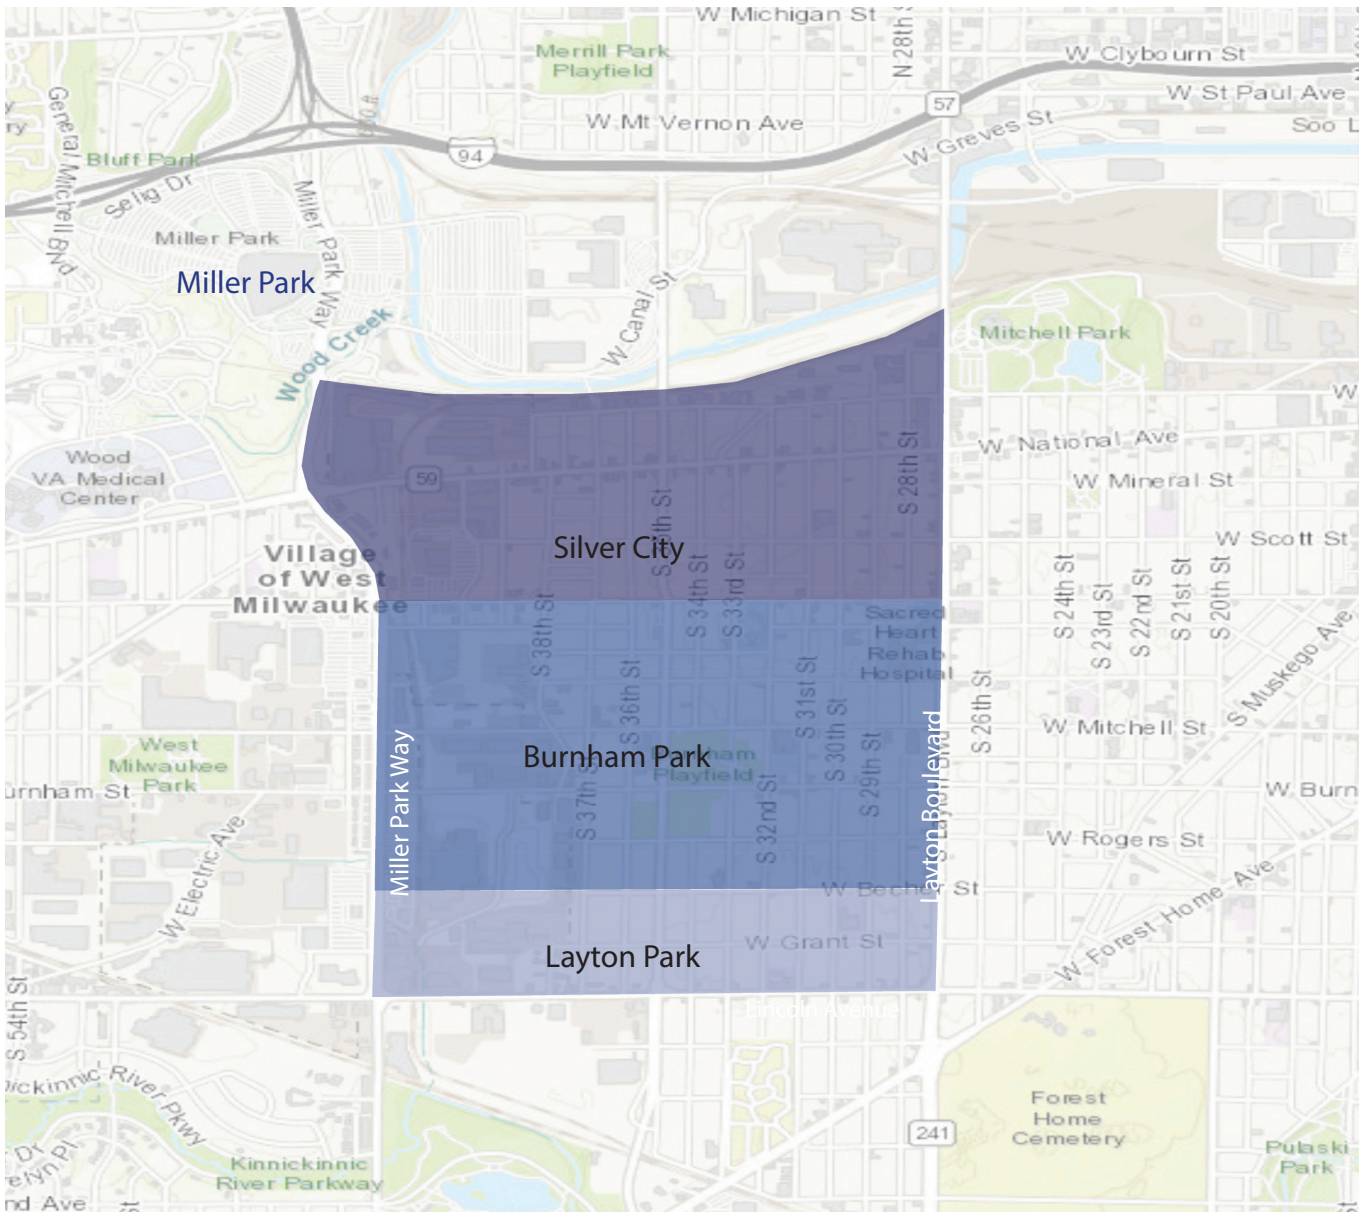 W Michigan St
N 28th S
Merrill Park
Playfield
W Clybourn St
57
W St Paul Ave
General Mitchell Blvd
ry
W Mt Vernon Ave
Soo L
W Greves St
94
Bluff Park
Selig Dr
Miller Park Way
Miller Park
Miller Park
W Canal St
Wood Creek
Mitchell Park
W
W National Ave
59
S 28th St
Wood
VA Medical
Center
W Mineral St
W Scott St
Silver City
Village
of West
Milwaukee
S 34th St
S 33rd St
S 38th St
Sacred
Heart
Rehab
Hospital
S 24th St
S 23rd St
S 22nd St
S 21st St
S 20th St
S Muskego Ave
S 36th St
S 31st St
S 30th St
S 26th St
W Mitchell St
West
Milwaukee
Park
Miller Park Way
Burnham Park
Playfield
S 37th S
S 32nd St
S 29th St
Layton Boulevard
urnham St
W Burn
W Rogers St
W Electric Ave
W Becher St
W Forest Home Ave
W Grant St
Layton Park
Lincoln Avenue
S 54th St
nickinnic River Pkwy
Forest
Home
Cemetery
241
Kinnickinnic
River Parkway
Pulaski
Park
Dr
elyn Pl
nd Ave
st